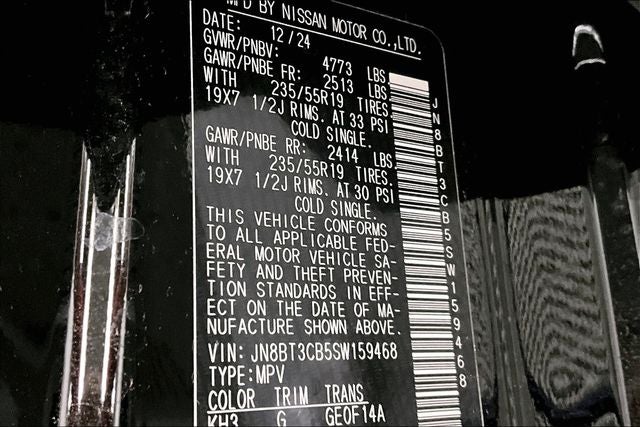 MFD BY NISSAN MOTOR CO.,LTD.
DATE: 12/24
GVWR/PNBV: 4773 LBS
GAWR/PNBE FR: 2513 LBS
WITH 235/55R19 TIRES,
19X7 1/2J RIMS. AT 33 PSI
COLD SINGLE.
GAWR/PNBE RR: 2414 LBS,
WITH 235/55R19 TIRES,
19X7 1/2J RIMS. AT 30 PSI
COLD SINGLE.
THIS VEHICLE CONFORMS
TO ALL APPLICABLE FED-
ERAL MOTOR VEHICLE SA-
FETY AND THEFT PREVEN-
TION STANDARDS IN EFF-
ECT ON THE DATE OF MA-
NUFACTURE SHOWN ABOVE.
VIN: JN8BT3CB5SW159468
TYPE:MPV
COLOR TRIM TRANS
KH3 G GE0F14A
JN8BT3CB5SW159468